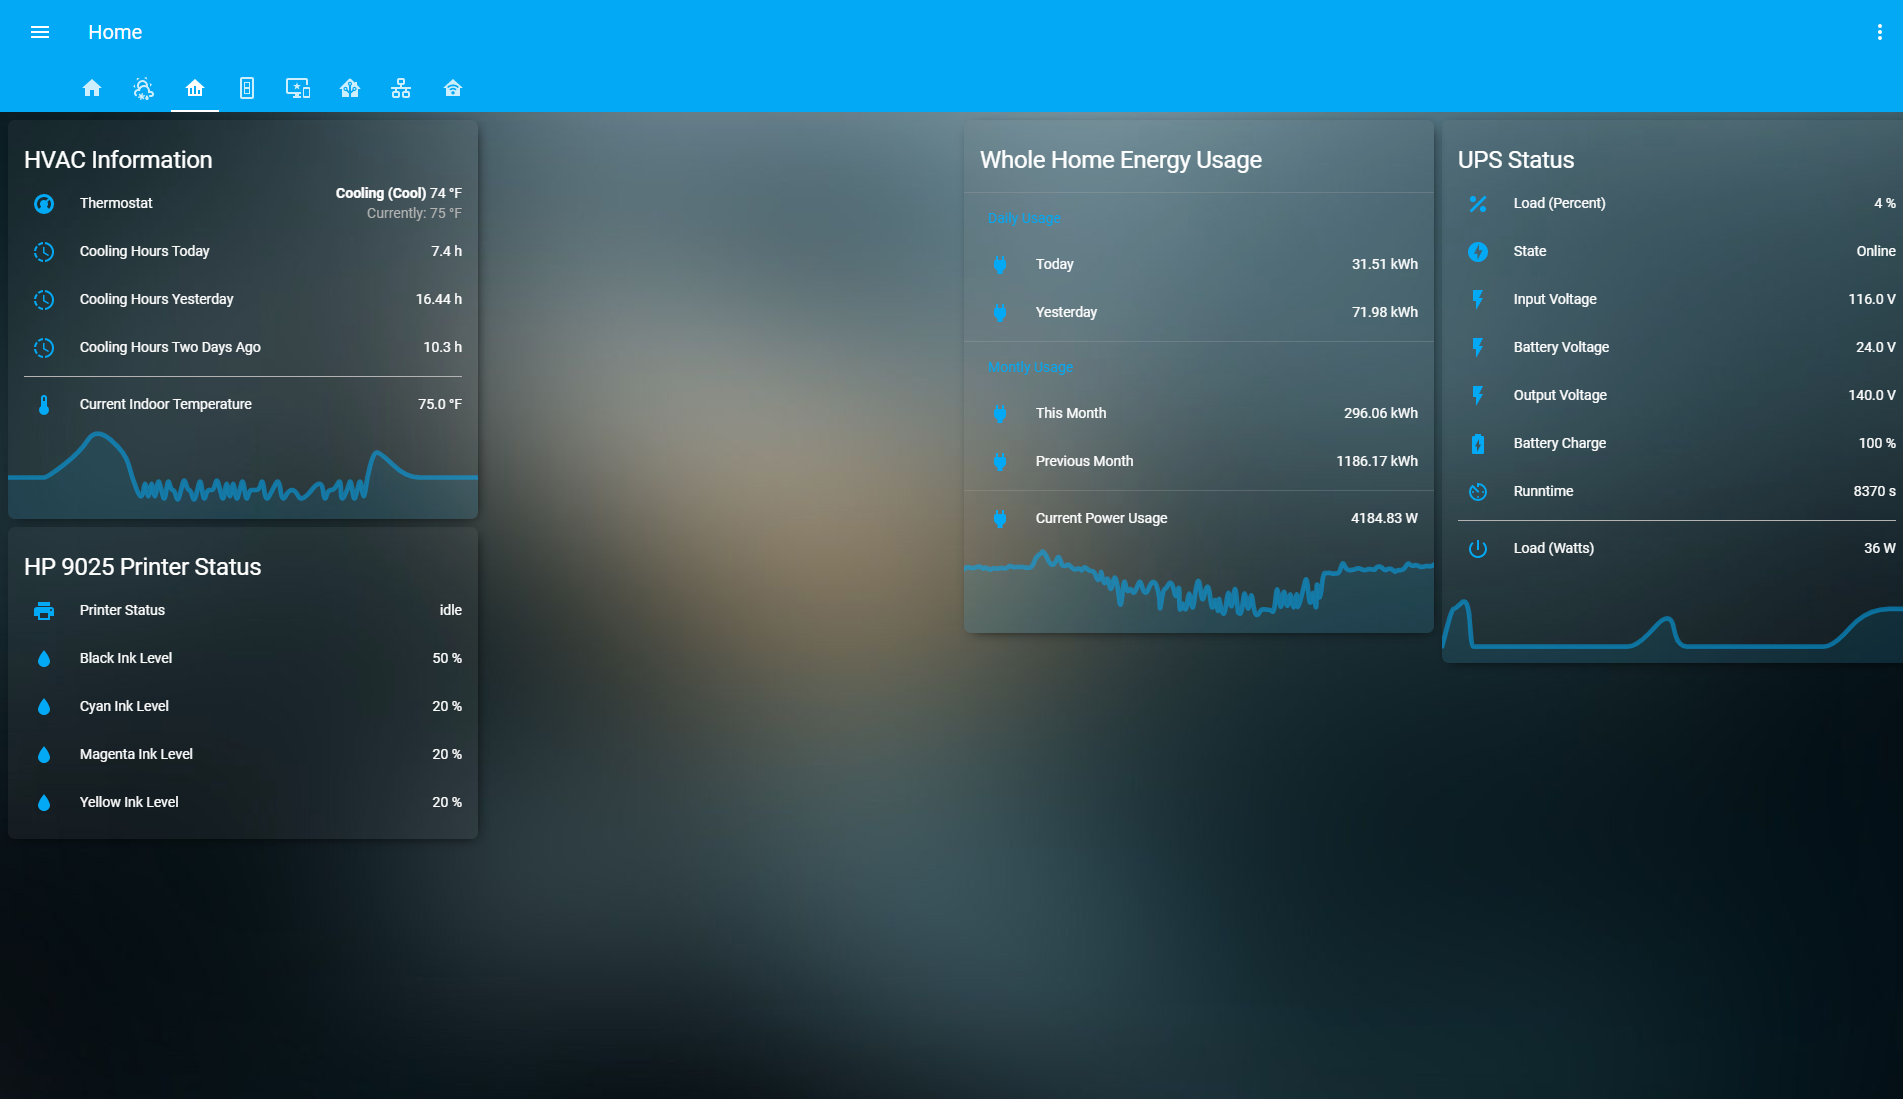 Home
HVAC Information
Thermostat
Cooling (Cool) 74 °F
Currently: 75 °F
Cooling Hours Today 7.4 h
Cooling Hours Yesterday 16.44 h
Cooling Hours Two Days Ago 10.3 h
Current Indoor Temperature 75.0 °F
HP 9025 Printer Status
Printer Status idle
Black Ink Level 50 %
Cyan Ink Level 20 %
Magenta Ink Level 20 %
Yellow Ink Level 20 %
Whole Home Energy Usage
Daily Usage
Today 31.51 kWh
Yesterday 71.98 kWh
Montly Usage
This Month 296.06 kWh
Previous Month 1186.17 kWh
Current Power Usage 4184.83 W
UPS Status
Load (Percent) 4 %
State Online
Input Voltage 116.0 V
Battery Voltage 24.0 V
Output Voltage 140.0 V
Battery Charge 100 %
Runntime 8370 s
Load (Watts) 36 W